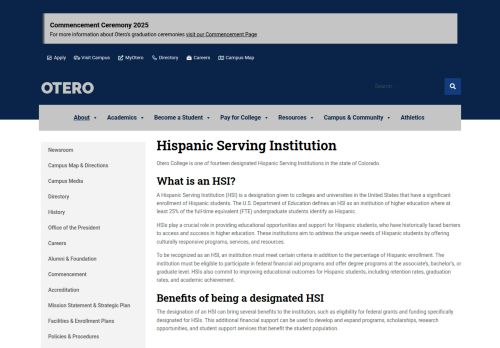 Commencement Ceremony 2025
For more information about Otero's graduation ceremonies visit our Commencement Page
Apply Visit Campus MyOtero Directory Careers Campus Map
OTERO
Search
About Academics Become a Student Pay for College Resources Campus & Community Athletics
Newsroom
Campus Map & Directions
Campus Media
Directory
History
Office of the President
Careers
Alumni & Foundation
Commencement
Accreditation
Mission Statement & Strategic Plan
Facilities & Enrollment Plans
Policies & Procedures
Hispanic Serving Institution
Otero College is one of fourteen designated Hispanic Serving Institutions in the state of Colorado.
What is an HSI?
A Hispanic Serving Institution (HSI) is a designation given to colleges and universities in the United States that have a significant
enrollment of Hispanic students. The U.S. Department of Education defines an HSI as an institution of higher education where at
least 25% of the full-time equivalent (FTE) undergraduate students identify as Hispanic.
HSIs play a crucial role in providing educational opportunities and support for Hispanic students, who have historically faced barriers
to access and success in higher education. These institutions aim to address the unique needs of Hispanic students by offering
culturally responsive programs, services, and resources.
To be recognized as an HSI, an institution must meet certain criteria in addition to the percentage of Hispanic enrollment. The
institution must be eligible to participate in federal financial aid programs and offer degree programs at the associate's, bachelor's, or
graduate level. HSIs also commit to improving educational outcomes for Hispanic students, including retention rates, graduation
rates, and academic achievement.
Benefits of being a designated HSI
The designation of an HSI can bring several benefits to the institution, such as eligibility for federal grants and funding specifically
designated for HSIs. This additional financial support can be used to develop and expand programs, scholarships, research
opportunities, and student support services that benefit the student population.